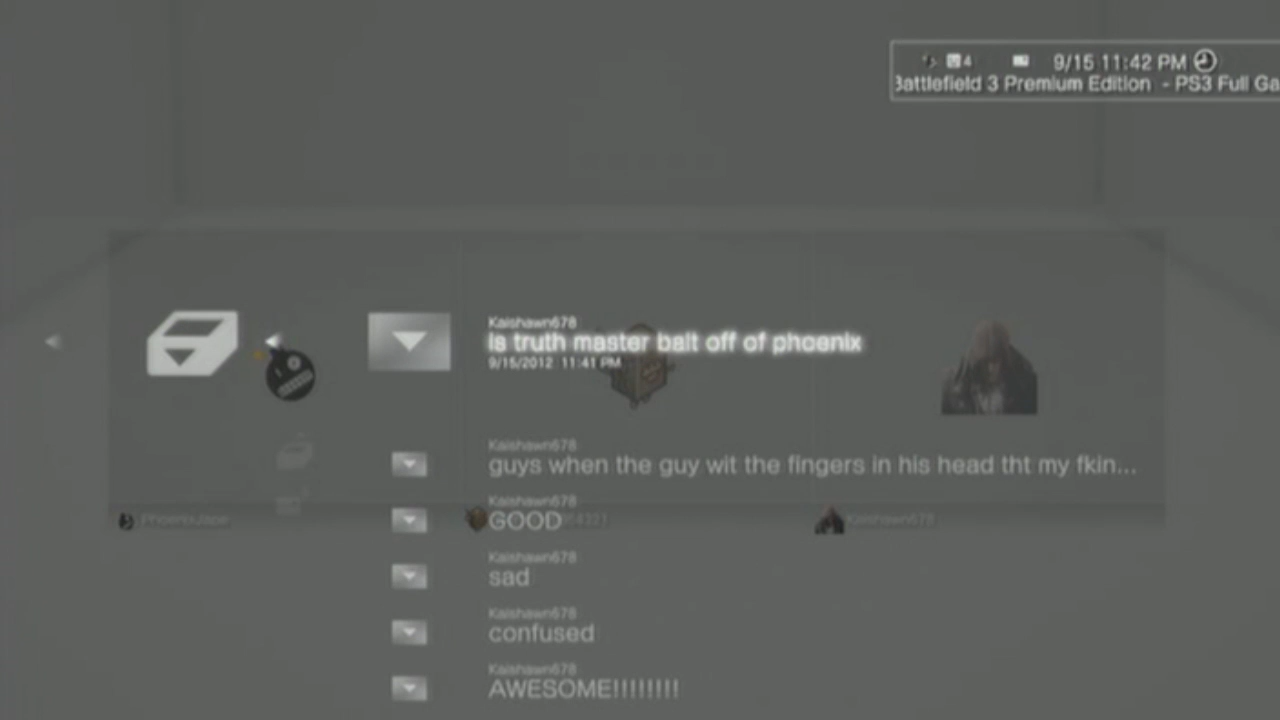 4 9/15 11:42 PM
Battlefield 3 Premium Edition - PS3 Full Ga
Kaishawn678
is truth master bait off of phoenix
9/15/2012 11:41 PM
Kaishawn678
guys when the guy wit the fingers in his head tht my fkin...
Kaishawn678
GOOD
Kaishawn678
sad
Kaishawn678
confused
Kaishawn678
AWESOME!!!!!!!!!
Kaishawn678